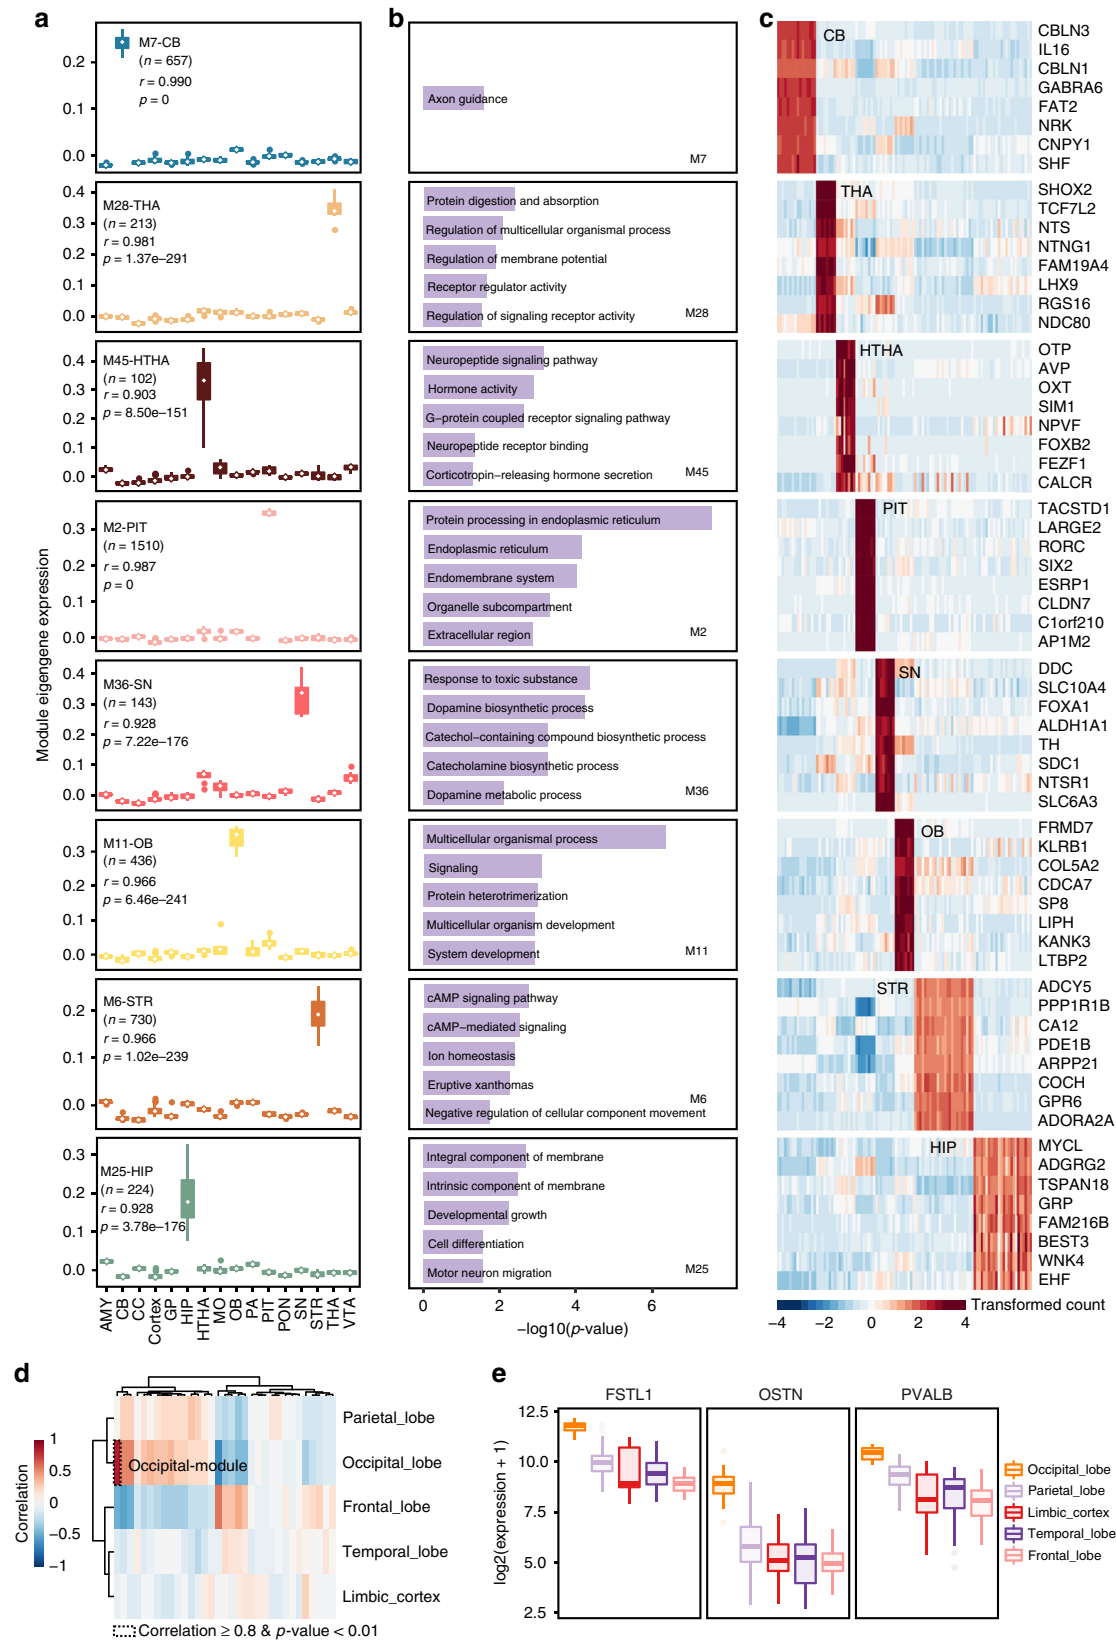 a
Module eigengene expression
M7-CB
(n = 657)
r = 0.990
p = 0
0.2
0.1
0.0
M28-THA
(n = 213)
r = 0.981
p = 1.37e–291
0.4
0.3
0.2
0.1
0.0
M45-HTHA
(n = 102)
r = 0.903
p = 8.50e–151
0.4
0.3
0.2
0.1
0.0
M2-PIT
(n = 1510)
r = 0.987
p = 0
0.3
0.2
0.1
0.0
M36-SN
(n = 143)
r = 0.928
p = 7.22e–176
0.4
0.3
0.2
0.1
0.0
M11-OB
(n = 436)
r = 0.966
p = 6.46e–241
0.3
0.2
0.1
0.0
M6-STR
(n = 730)
r = 0.966
p = 1.02e–239
0.2
0.1
0.0
M25-HIP
(n = 224)
r = 0.928
p = 3.78e–176
0.3
0.2
0.1
0.0
AMY
CB
CC
Cortex
GP
HIP
HTHA
MO
OB
PA
PIT
PON
SN
STR
THA
VTA
b
Axon guidance
M7
Protein digestion and absorption
Regulation of multicellular organismal process
Regulation of membrane potential
Receptor regulator activity
Regulation of signaling receptor activity
M28
Neuropeptide signaling pathway
Hormone activity
G–protein coupled receptor signaling pathway
Neuropeptide receptor binding
Corticotropin–releasing hormone secretion
M45
Protein processing in endoplasmic reticulum
Endoplasmic reticulum
Endomembrane system
Organelle subcompartment
Extracellular region
M2
Response to toxic substance
Dopamine biosynthetic process
Catechol–containing compound biosynthetic process
Catecholamine biosynthetic process
Dopamine metabolic process
M36
Multicellular organismal process
Signaling
Protein heterotrimerization
Multicellular organism development
System development
M11
cAMP signaling pathway
cAMP–mediated signaling
Ion homeostasis
Eruptive xanthomas
Negative regulation of cellular component movement
M6
Integral component of membrane
Intrinsic component of membrane
Developmental growth
Cell differentiation
Motor neuron migration
M25
0
2
4
6
−log10(p-value)
c
CB
CBLN3
IL16
CBLN1
GABRA6
FAT2
NRK
CNPY1
SHF
THA
SHOX2
TCF7L2
NTS
NTNG1
FAM19A4
LHX9
RGS16
NDC80
HTHA
OTP
AVP
OXT
SIM1
NPVF
FOXB2
FEZF1
CALCR
PIT
TACSTD1
LARGE2
RORC
SIX2
ESRP1
CLDN7
C1orf210
AP1M2
SN
DDC
SLC10A4
FOXA1
ALDH1A1
TH
SDC1
NTSR1
SLC6A3
OB
FRMD7
KLRB1
COL5A2
CDCA7
SP8
LIPH
KANK3
LTBP2
STR
ADCY5
PPP1R1B
CA12
PDE1B
ARPP21
COCH
GPR6
ADORA2A
HIP
MYCL
ADGRG2
TSPAN18
GRP
FAM216B
BEST3
WNK4
EHF
Transformed count
−4
−2
0
2
4
d
Correlation
1
0.5
0
−0.5
−1
Occipital-module
Parietal_lobe
Occipital_lobe
Frontal_lobe
Temporal_lobe
Limbic_cortex
Correlation ≥ 0.8 & p-value < 0.01
e
log2(expression + 1)
12.5
10.0
7.5
5.0
2.5
FSTL1
OSTN
PVALB
Occipital_lobe
Parietal_lobe
Limbic_cortex
Temporal_lobe
Frontal_lobe